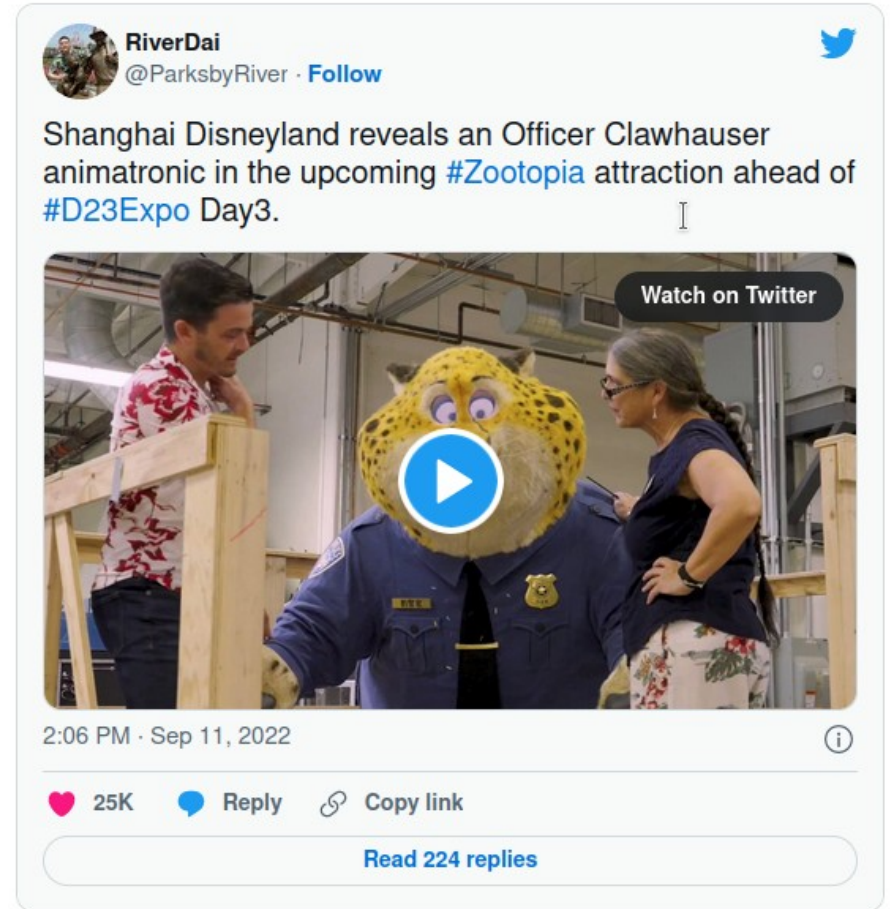 RiverDai
@ParksbyRiver · Follow
Shanghai Disneyland reveals an Officer Clawhauser
animatronic in the upcoming #Zootopia attraction ahead of
#D23Expo Day3.
Watch on Twitter
2:06 PM · Sep 11, 2022
25K Reply Copy link
Read 224 replies